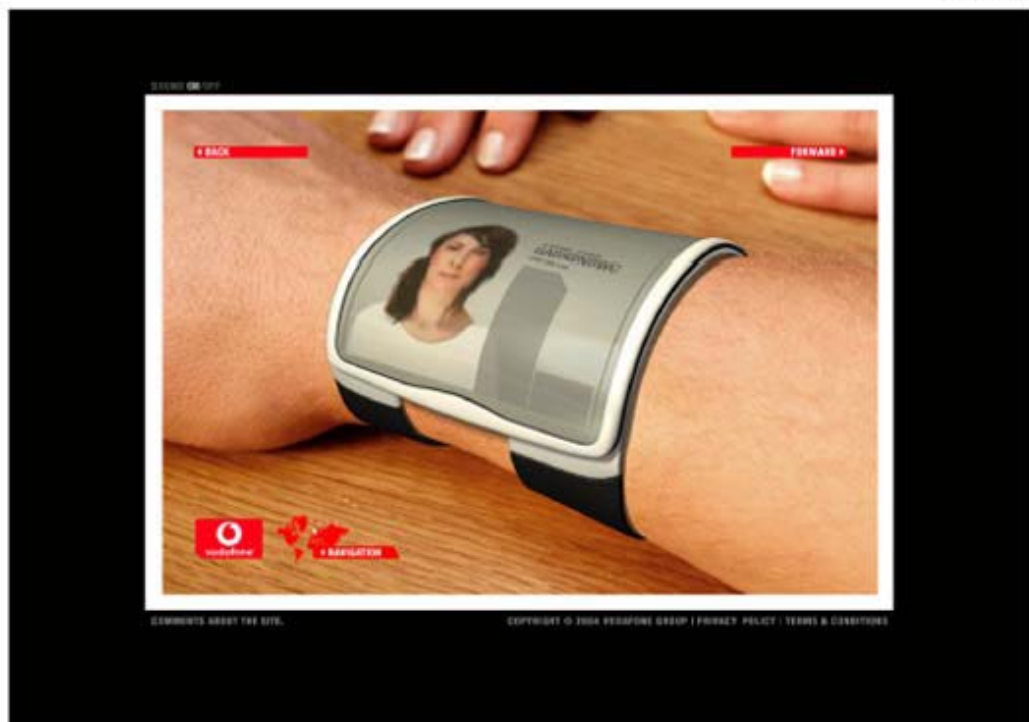 SOUND ON/OFF
BACK
FORWARD
vodafone
NAVIGATION
COMMENTS ABOUT THE SITE.
COPYRIGHT © 2004 VODAFONE GROUP | PRIVACY POLICY | TERMS & CONDITIONS